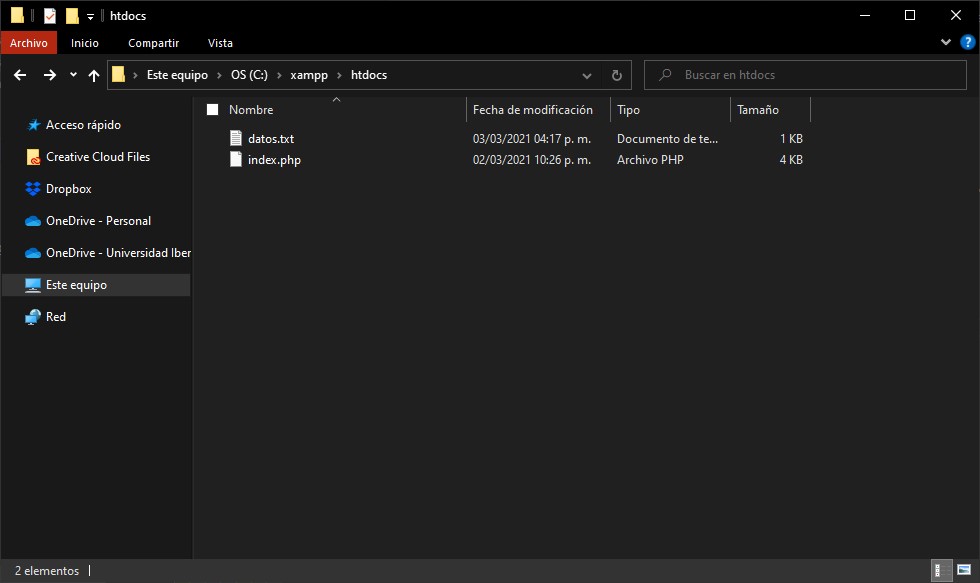 htdocs
Archivo Inicio Compartir Vista
Este equipo OS (C:) xampp htdocs Buscar en htdocs
Nombre Fecha de modificación Tipo Tamaño
datos.txt 03/03/2021 04:17 p. m. Documento de te... 1 KB
index.php 02/03/2021 10:26 p. m. Archivo PHP 4 KB
Acceso rápido
Creative Cloud Files
Dropbox
OneDrive - Personal
OneDrive - Universidad Iber
Este equipo
Red
2 elementos